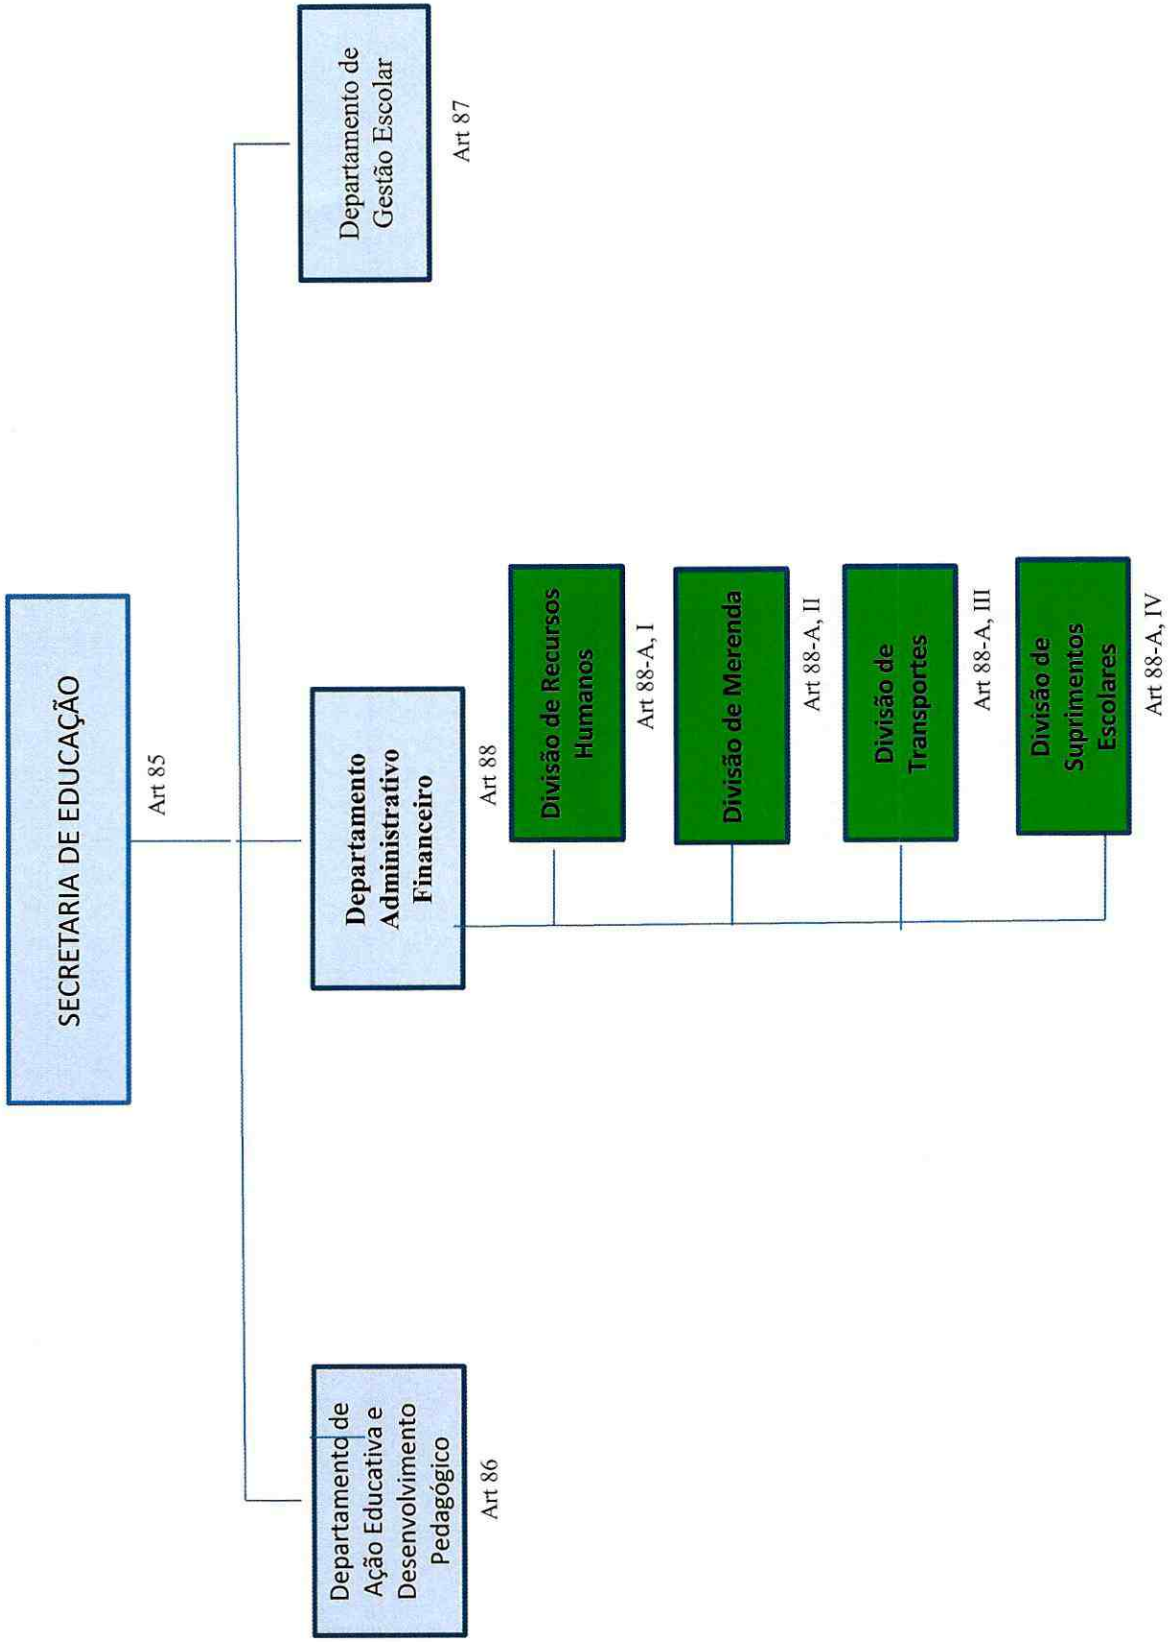 SECRETARIA DE EDUCAÇÃO
Art 85
Departamento de
Ação Educativa e
Desenvolvimento
Pedagógico
Art 86
Departamento
Administrativo
Financeiro
Art 88
Departamento de
Gestão Escolar
Art 87
Divisão de Recursos
Humanos
Art 88-A, I
Divisão de Merenda
Art 88-A, II
Divisão de
Transportes
Art 88-A, III
Divisão de
Suprimentos
Escolares
Art 88-A, IV